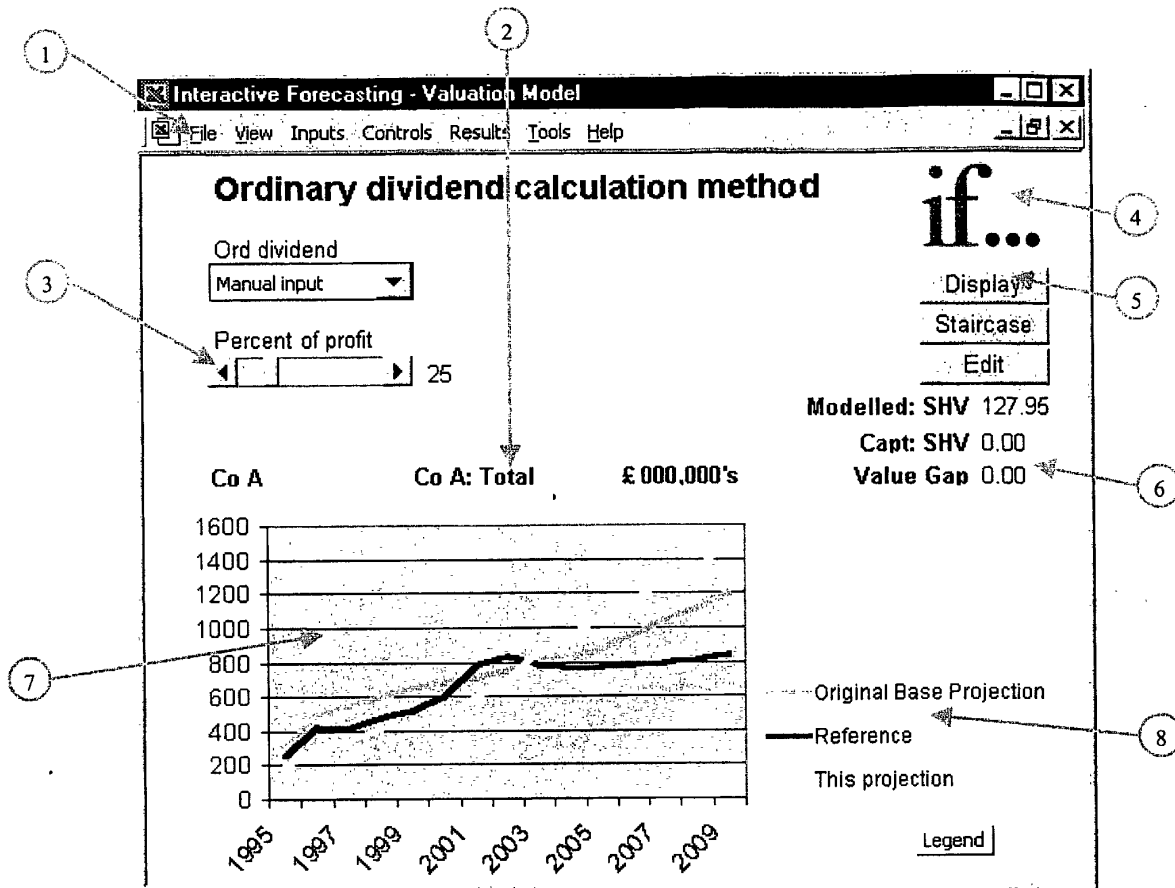 1
2
Interactive Forecasting - Valuation Model
File View Inputs Controls Results Tools Help
Ordinary dividend calculation method
if...
4
Ord dividend
Manual input
3
Display
5
Staircase
Percent of profit
25
Edit
Modelled: SHV 127.95
Capt: SHV 0.00
Value Gap 0.00
6
Co A Co A: Total £ 000,000's
1600
1400
1200
1000
800
600
400
200
0
7
1995 1997 1999 2001 2003 2005 2007 2009
Original Base Projection
Reference
This projection
8
Legend